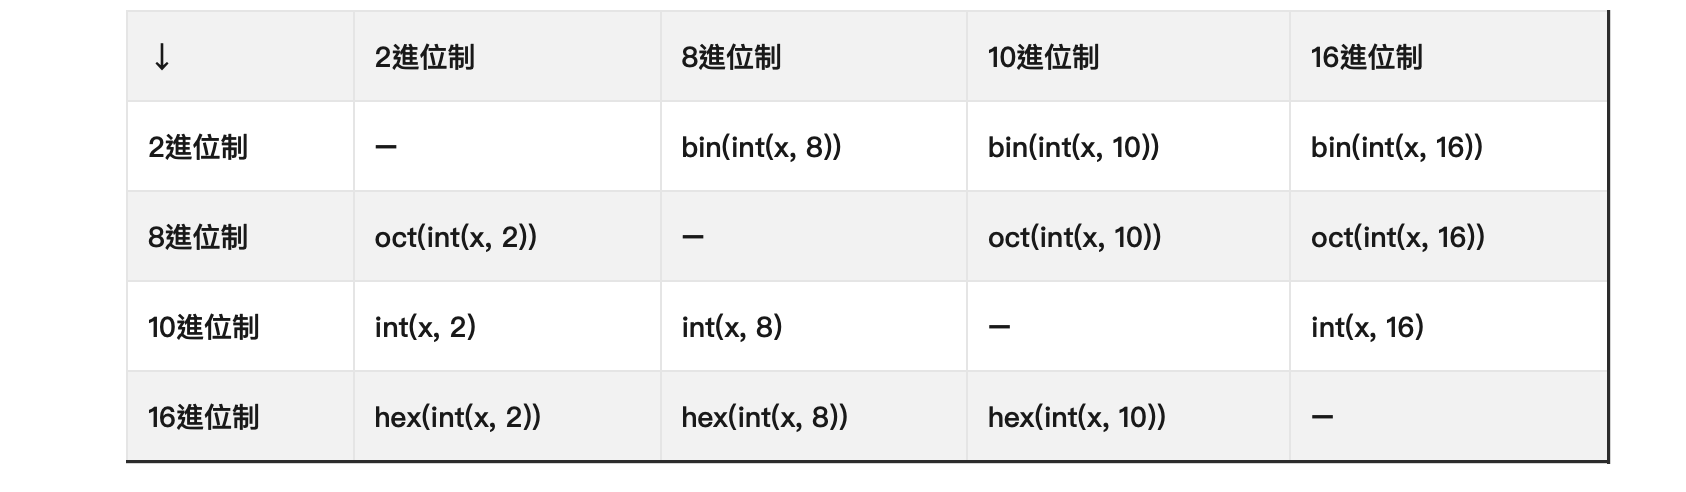 ↓ 2進位制 8進位制 10進位制 16進位制
2進位制 — bin(int(x, 8)) bin(int(x, 10)) bin(int(x, 16))
8進位制 oct(int(x, 2)) — oct(int(x, 10)) oct(int(x, 16))
10進位制 int(x, 2) int(x, 8) — int(x, 16)
16進位制 hex(int(x, 2)) hex(int(x, 8)) hex(int(x, 10)) —